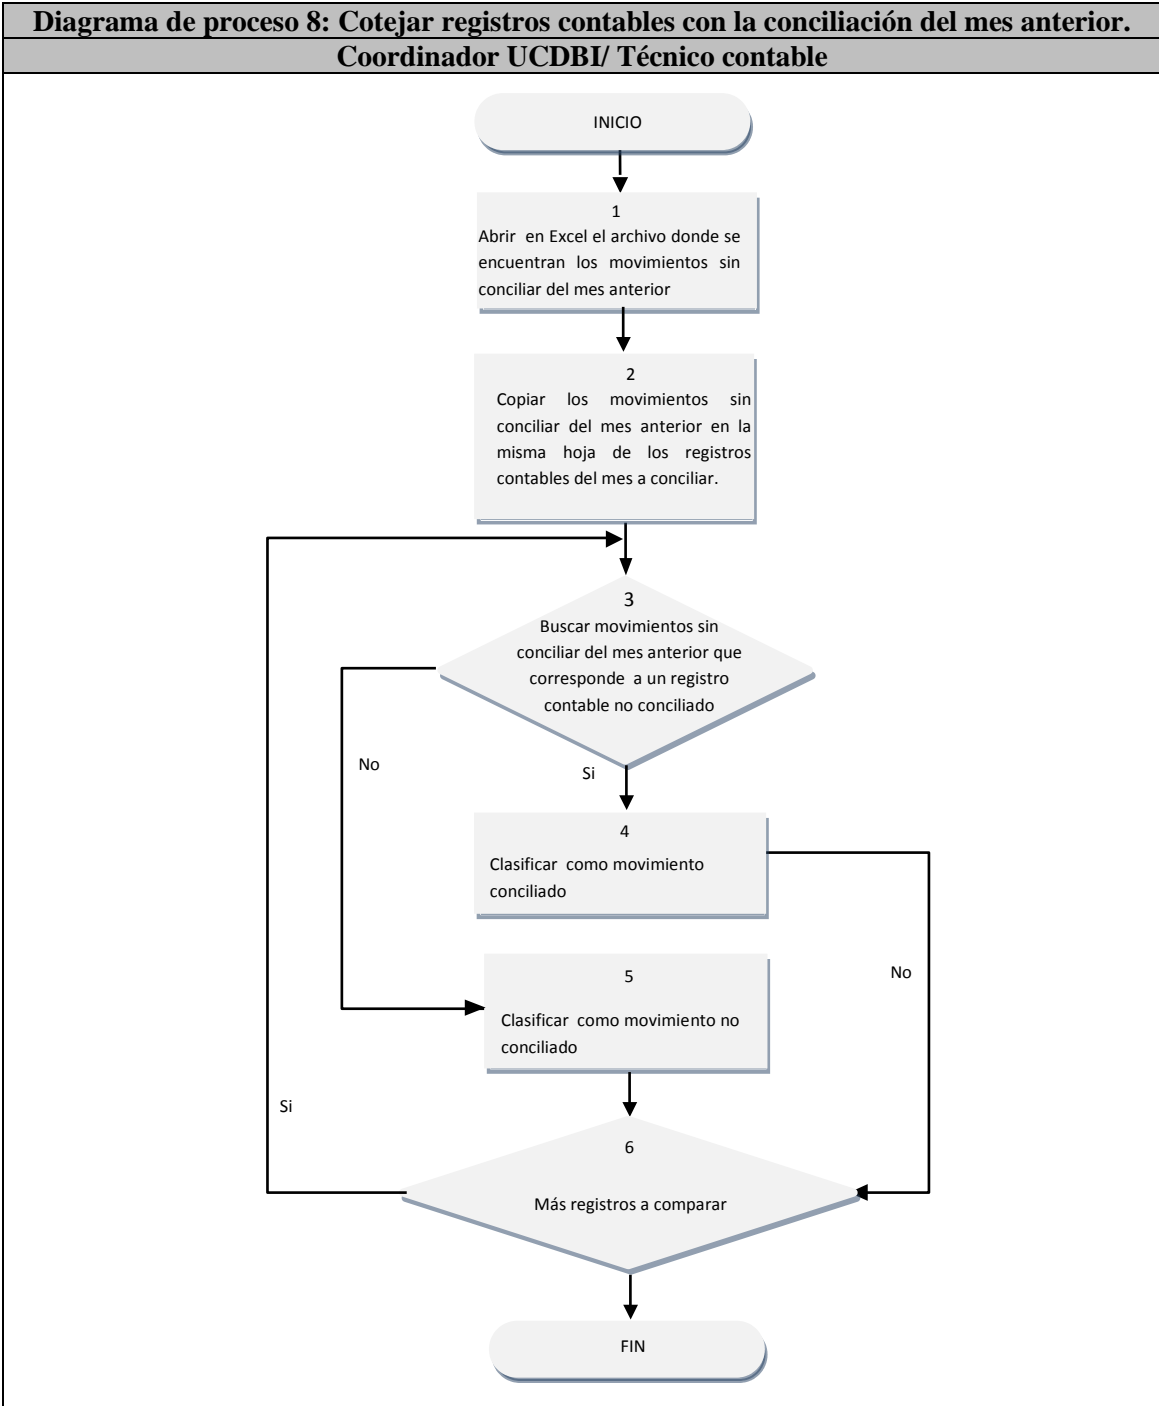 Diagrama de proceso 8: Cotejar registros contables con la conciliación del mes anterior.
Coordinador UCDBI/ Técnico contable
INICIO
1
Abrir en Excel el archivo donde se
encuentran los movimientos sin
conciliar del mes anterior
2
Copiar los movimientos sin
conciliar del mes anterior en la
misma hoja de los registros
contables del mes a conciliar.
3
Buscar movimientos sin
conciliar del mes anterior que
corresponde a un registro
contable no conciliado
No
Si
4
Clasificar como movimiento
conciliado
No
5
Clasificar como movimiento no
conciliado
Si
6
Más registros a comparar
FIN